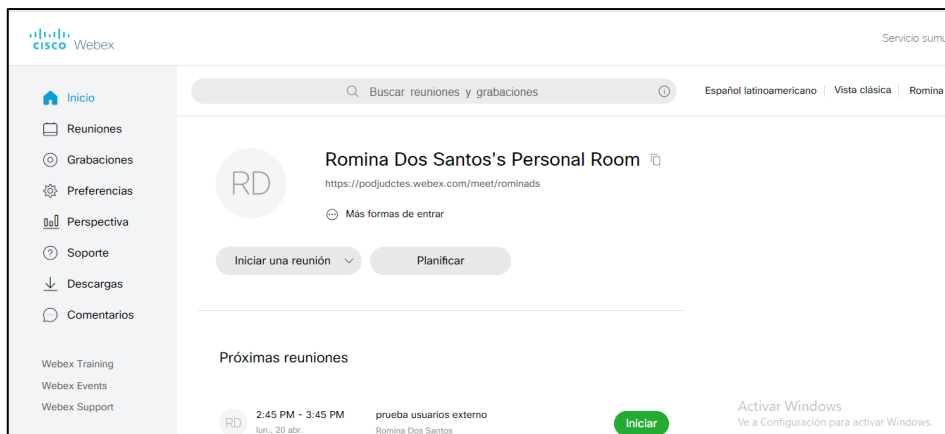 CISCO Webex
Servicio sumu
Inicio
Reuniones
Grabaciones
Preferencias
Perspectiva
Soporte
Descargas
Comentarios
Webex Training
Webex Events
Webex Support
Buscar reuniones y grabaciones
Español latinoamericano
Vista clásica
Romina
RD
Romina Dos Santos's Personal Room
https://podjudctes.webex.com/meet/rominads
Más formas de entrar
Iniciar una reunión
Planificar
Próximas reuniones
RD
2:45 PM - 3:45 PM
lun., 20 abr.
prueba usuarios externo
Romina Dos Santos
Iniciar
Activar Windows
Ve a Configuración para activar Windows.